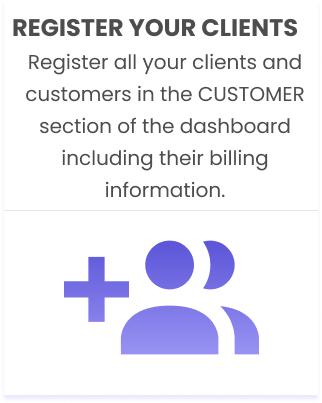 REGISTER YOUR CLIENTS
Register all your clients and
customers in the CUSTOMER
section of the dashboard
including their billing
information.